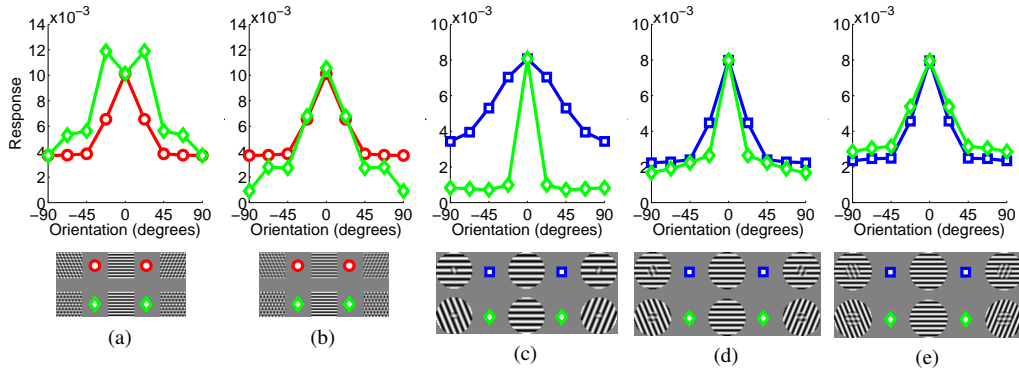 x10⁻³ x10⁻³ x10⁻³ x10⁻³ x10⁻³
14 14 10 10 10
12 12
10 10 8 8 8
8 8 6 6 6
6 6 4 4 4
4 4 2 2 2
2 2
0 0 0 0 0
Response
−90 −45 0 45 90 −90 −45 0 45 90 −90 −45 0 45 90 −90 −45 0 45 90 −90 −45 0 45 90
Orientation (degrees) Orientation (degrees) Orientation (degrees) Orientation (degrees) Orientation (degrees)
(a) (b) (c) (d) (e)